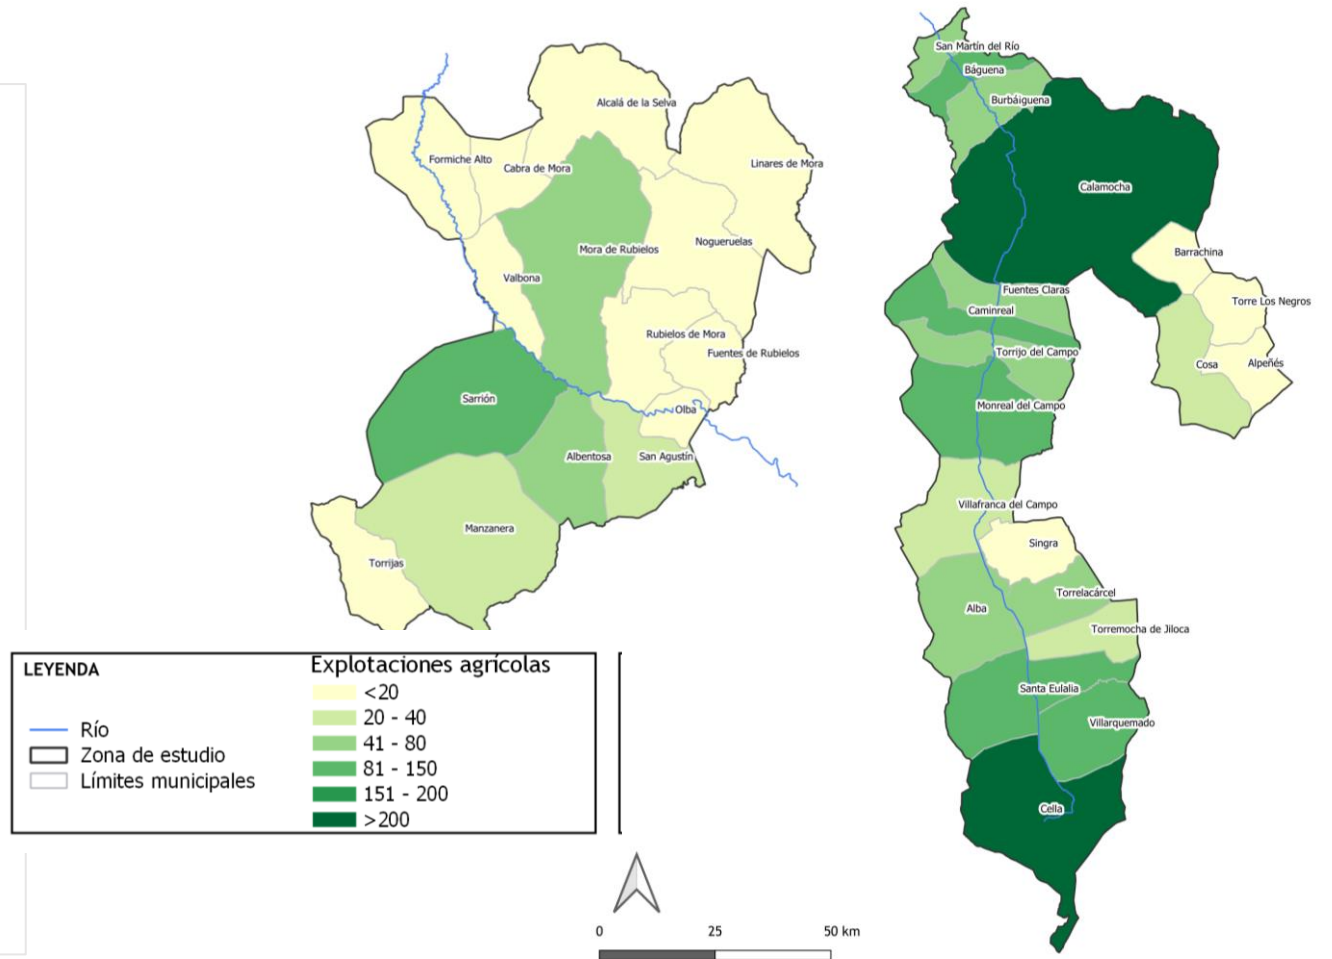 San Martín del Río
Báguena
Burbáguena
Alcalá de la Selva
Formiche Alto
Cabra de Mora
Linares de Mora
Calamocha
Mora de Rubielos
Nogueruelas
Valbona
Barrachina
Fuentes Claras
Torre Los Negros
Caminreal
Rubielos de Mora
Fuentes de Rubielos
Torrijo del Campo
Cosa
Alpeñés
Sarrión
Olba
Monreal del Campo
Albentosa
San Agustín
Villafranca del Campo
Manzanera
Singra
Torrijas
Torrelacárcel
Alba
Torremocha de Jiloca
Santa Eulalia
Villarquemado
Cella
LEYENDA
Río
Zona de estudio
Límites municipales
Explotaciones agrícolas
<20
20 - 40
41 - 80
81 - 150
151 - 200
>200
0 25 50 km